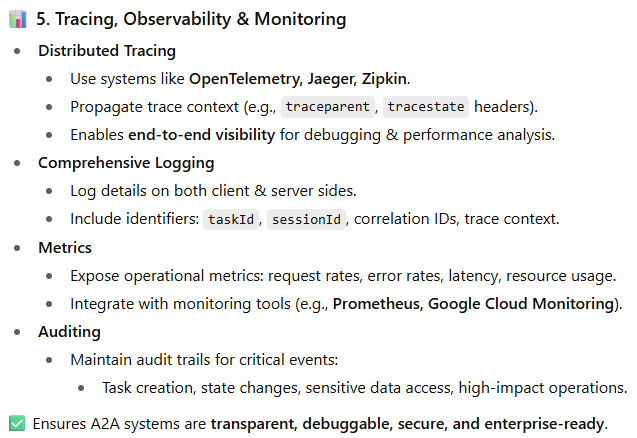 📊 5. Tracing, Observability & Monitoring
• Distributed Tracing
• Use systems like OpenTelemetry, Jaeger, Zipkin.
• Propagate trace context (e.g., traceparent, tracestate headers).
• Enables end-to-end visibility for debugging & performance analysis.
• Comprehensive Logging
• Log details on both client & server sides.
• Include identifiers: taskId, sessionId, correlation IDs, trace context.
• Metrics
• Expose operational metrics: request rates, error rates, latency, resource usage.
• Integrate with monitoring tools (e.g., Prometheus, Google Cloud Monitoring).
• Auditing
• Maintain audit trails for critical events:
• Task creation, state changes, sensitive data access, high-impact operations.
✅ Ensures A2A systems are transparent, debuggable, secure, and enterprise-ready.